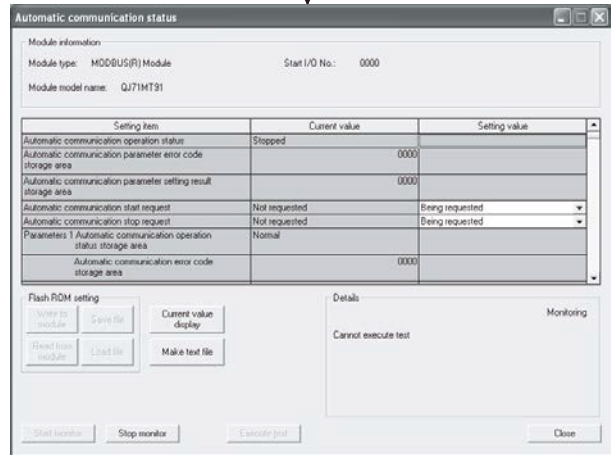 Automatic communication status
Module information
Module type: MODBUS(R) Module Start I/O No.: 0000
Module model name: QJ71MT91
Setting item Current value Setting value
Automatic communication operation status Stopped
Automatic communication parameter error code storage area 0000
Automatic communication parameter setting result storage area 0000
Automatic communication start request Not requested Being requested
Automatic communication stop request Not requested Being requested
Parameters 1 Automatic communication operation status storage area Normal
Automatic communication error code storage area 0000
Flash ROM setting
Write to module Save file Current value display
Read from module Load file Make text file
Details
Monitoring
Cannot execute test
Start monitor Stop monitor Execute test Close